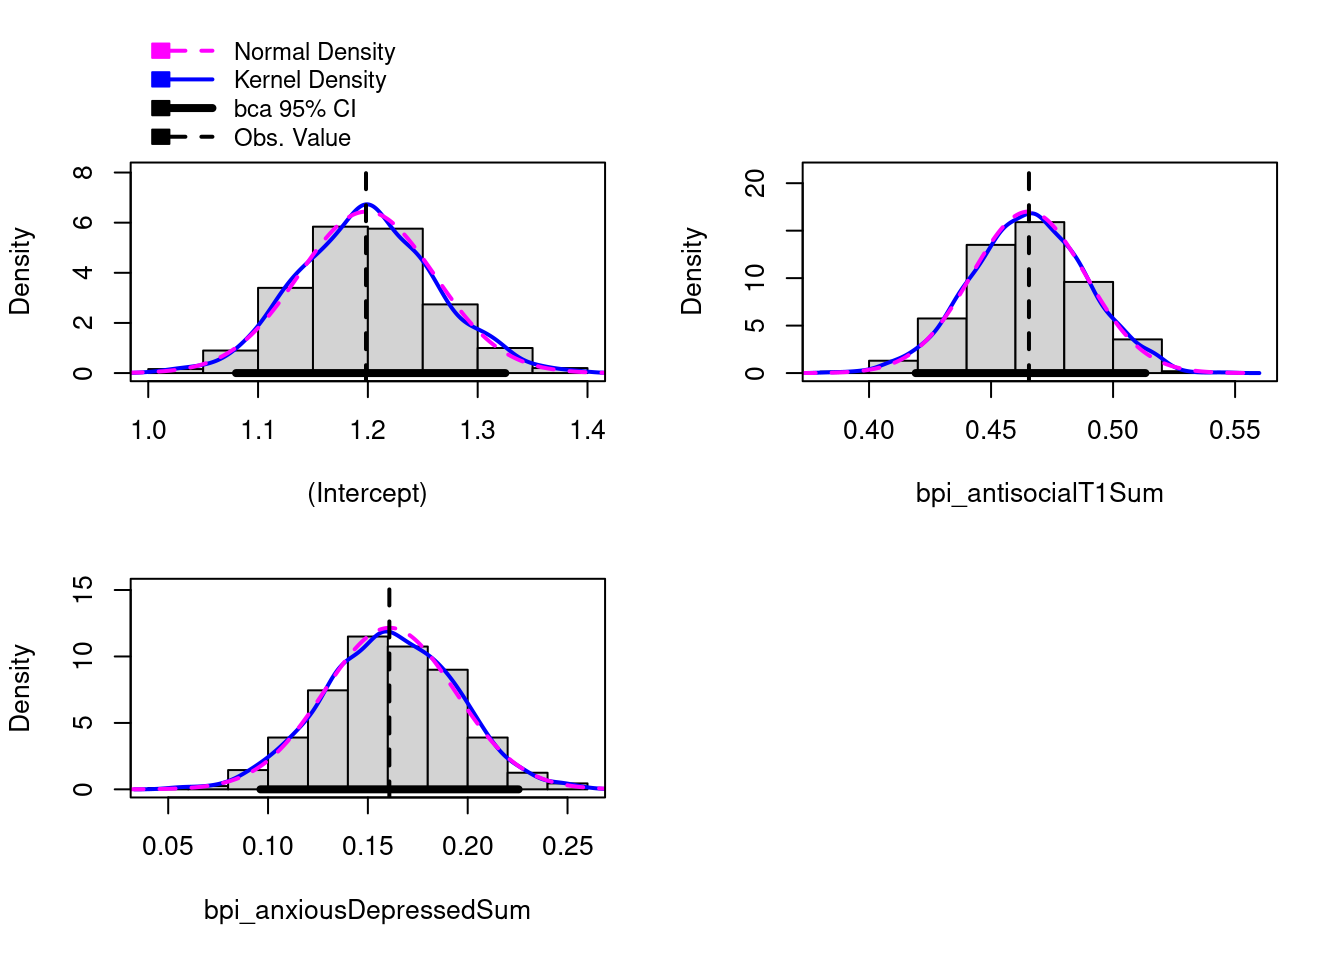 Normal Density
Kernel Density
bca 95% CI
Obs. Value
Density
0 2 4 6 8
1.0 1.1 1.2 1.3 1.4
(Intercept)
Density
0 5 10 20
0.40 0.45 0.50 0.55
bpi_antisocialT1Sum
Density
0 5 10 15
0.05 0.10 0.15 0.20 0.25
bpi_anxiousDepressedSum